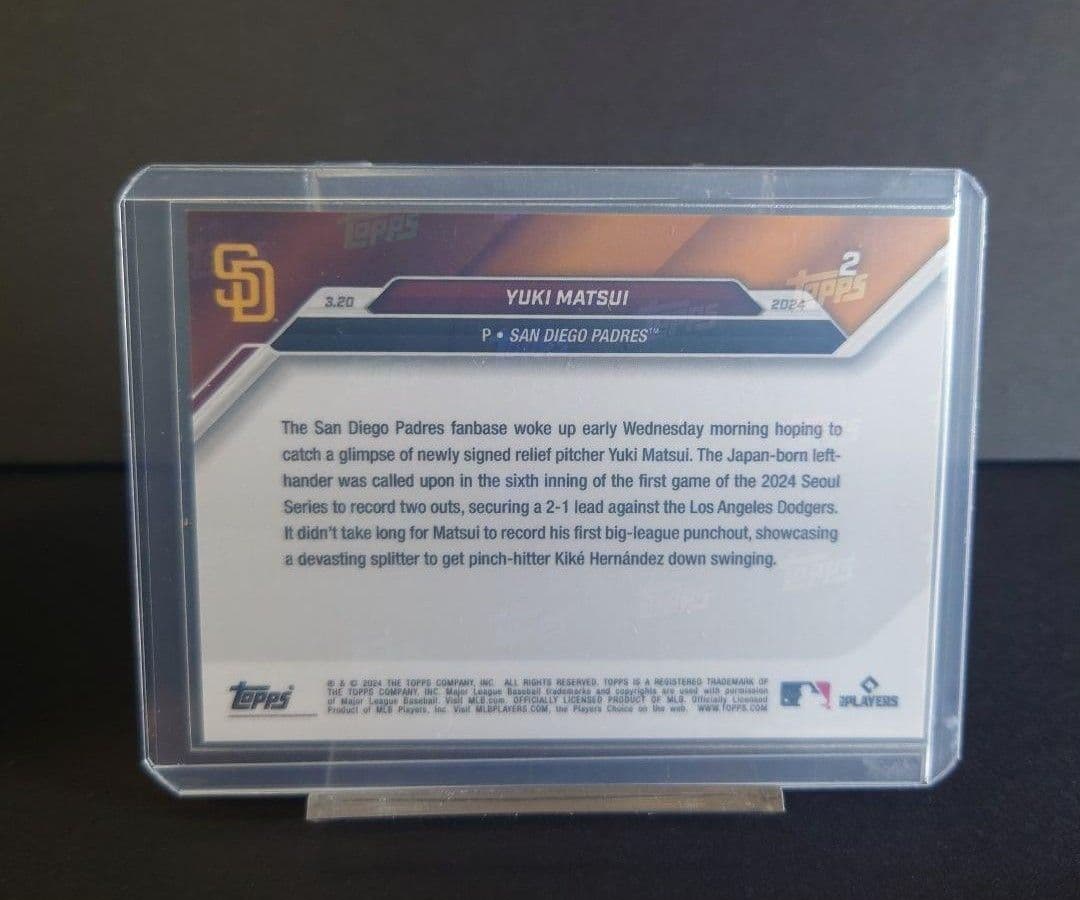 TOPPS
SD
2
TOPPS
3.20
YUKI MATSUI
2024
P • SAN DIEGO PADRES™
The San Diego Padres fanbase woke up early Wednesday morning hoping to
catch a glimpse of newly signed relief pitcher Yuki Matsui. The Japan-born left-
hander was called upon in the sixth inning of the first game of the 2024 Seoul
Series to record two outs, securing a 2-1 lead against the Los Angeles Dodgers.
It didn't take long for Matsui to record his first big-league punchout, showcasing
a devasting splitter to get pinch-hitter Kiké Hernández down swinging.
TOPPS
TOPPS
topps
® & © 2024 THE TOPPS COMPANY, INC. ALL RIGHTS RESERVED. TOPPS IS A REGISTERED TRADEMARK OF
THE TOPPS COMPANY, INC. Major League Baseball trademarks and copyrights are used with permission
of Major League Baseball. Visit MLB.com. OFFICIALLY LICENSED PRODUCT OF MLB. Officially Licensed
Product of MLB Players, Inc. Visit MLBPLAYERS.COM, the Players Choice on the web. WWW.TOPPS.COM
PLAYERS